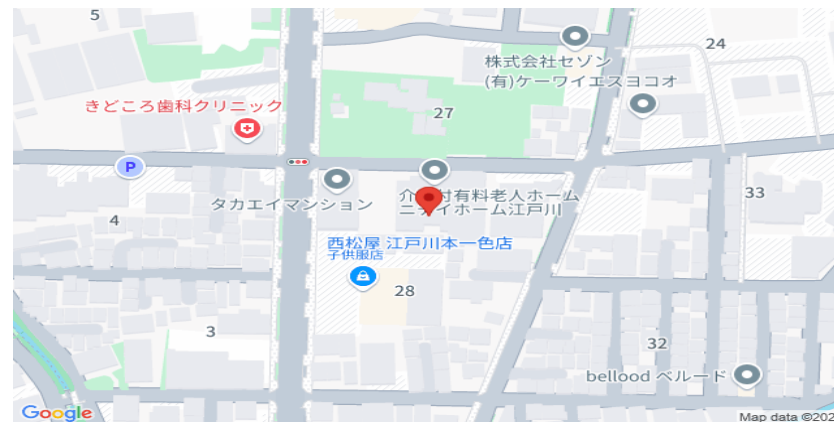 5
24
株式会社セゾン
(有)ケーワイエスヨコオ
きどころ歯科クリニック
27
P
タカエイマンション
有料老人ホーム
ニチイホーム江戸川
33
4
西松屋 江戸川本一色店
子供服店
28
3
32
bellood ベルード
Google
Map data ©202